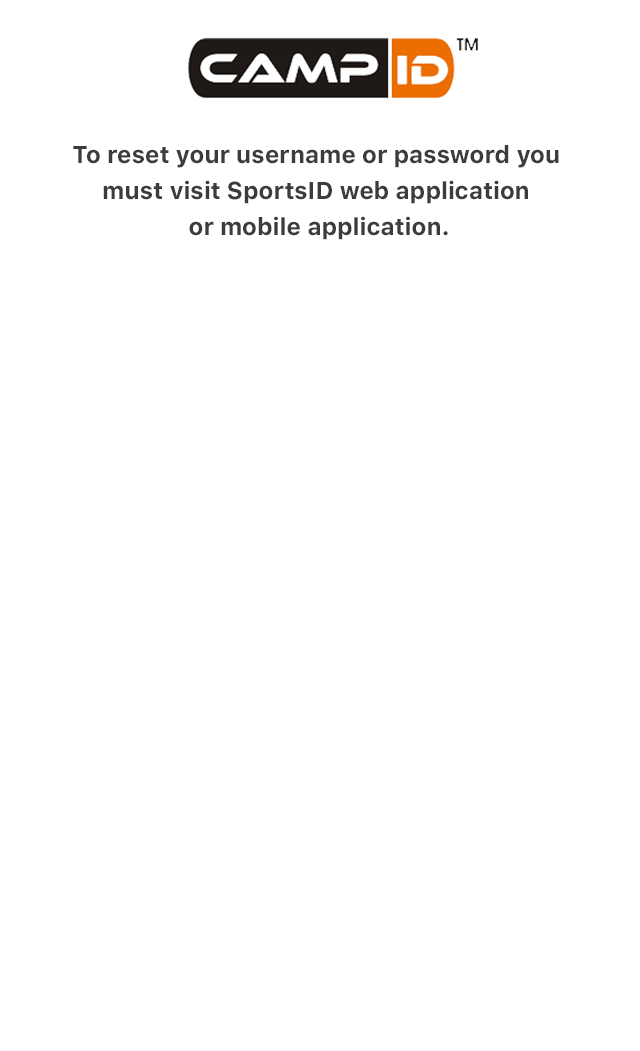 CAMP ID™
To reset your username or password you
must visit SportsID web application
or mobile application.